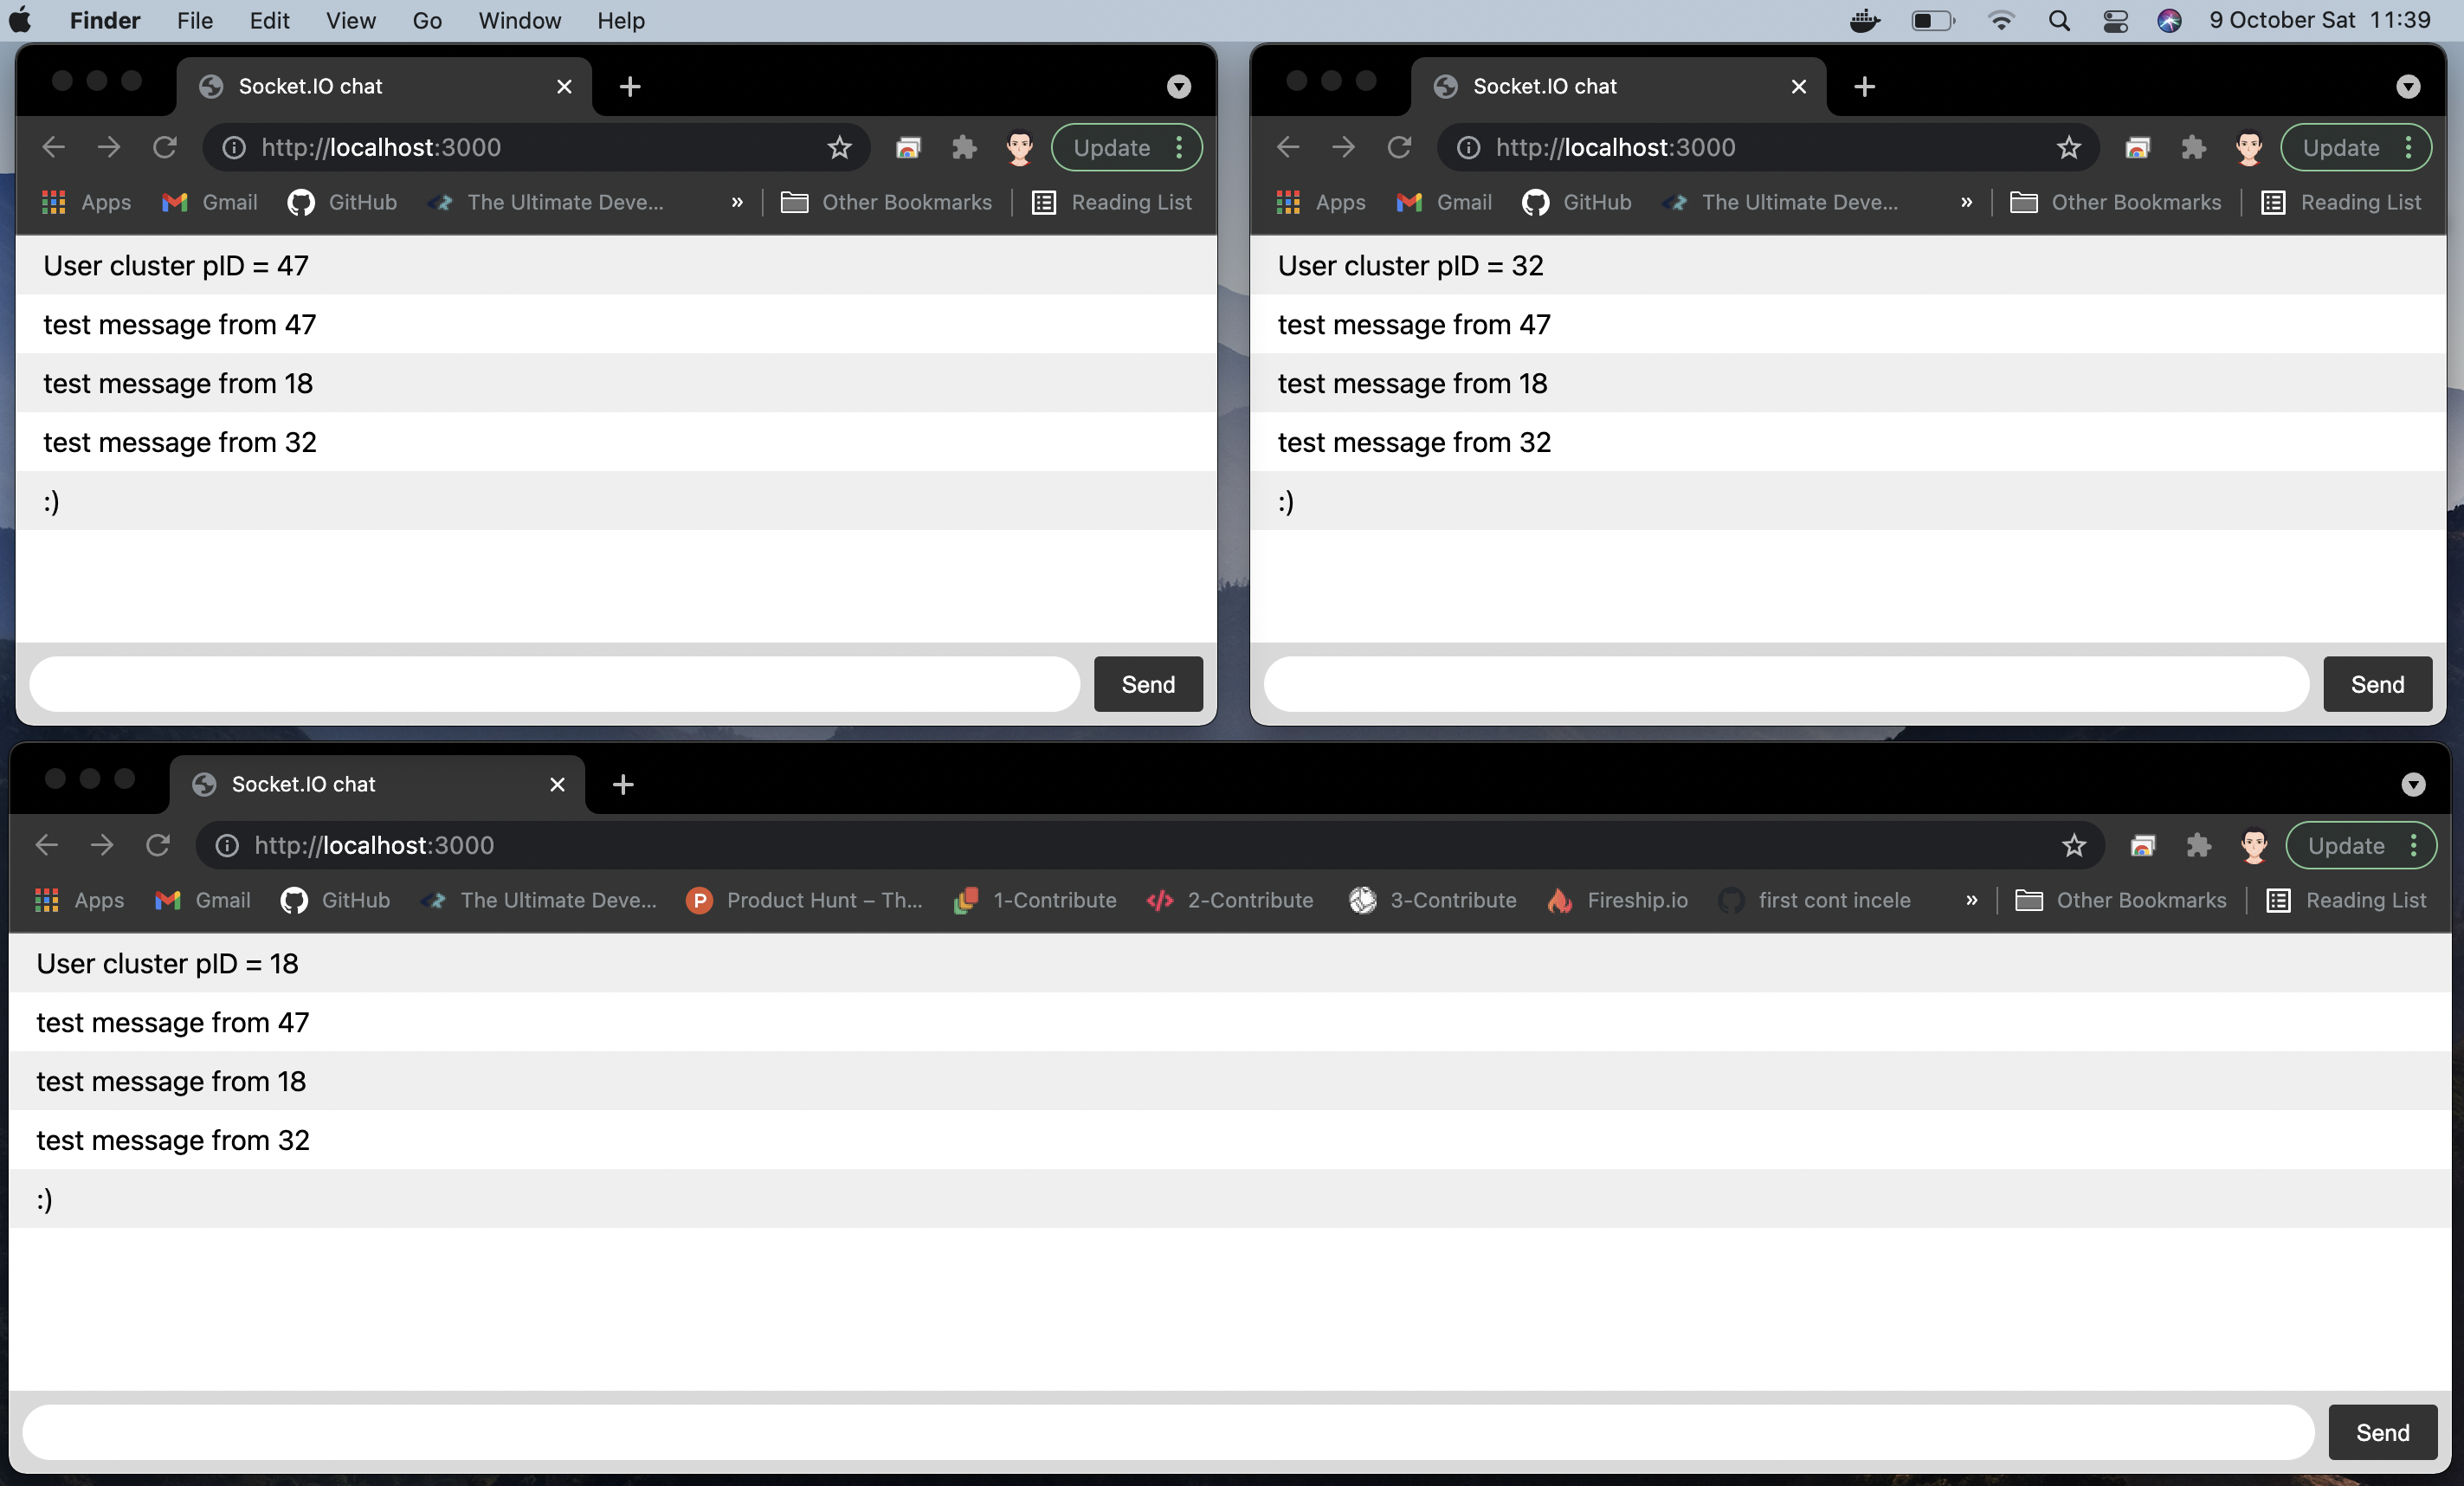 Finder File Edit View Go Window Help 9 October Sat 11:39
Socket.IO chat
http://localhost:3000 Update
Apps Gmail GitHub The Ultimate Deve... » Other Bookmarks Reading List
User cluster pID = 47
test message from 47
test message from 18
test message from 32
:)
Send
Socket.IO chat
http://localhost:3000 Update
Apps Gmail GitHub The Ultimate Deve... » Other Bookmarks Reading List
User cluster pID = 32
test message from 47
test message from 18
test message from 32
:)
Send
Socket.IO chat
http://localhost:3000 Update
Apps Gmail GitHub The Ultimate Deve... P Product Hunt – Th... 1-Contribute 2-Contribute 3-Contribute Fireship.io first cont incele » Other Bookmarks Reading List
User cluster pID = 18
test message from 47
test message from 18
test message from 32
:)
Send